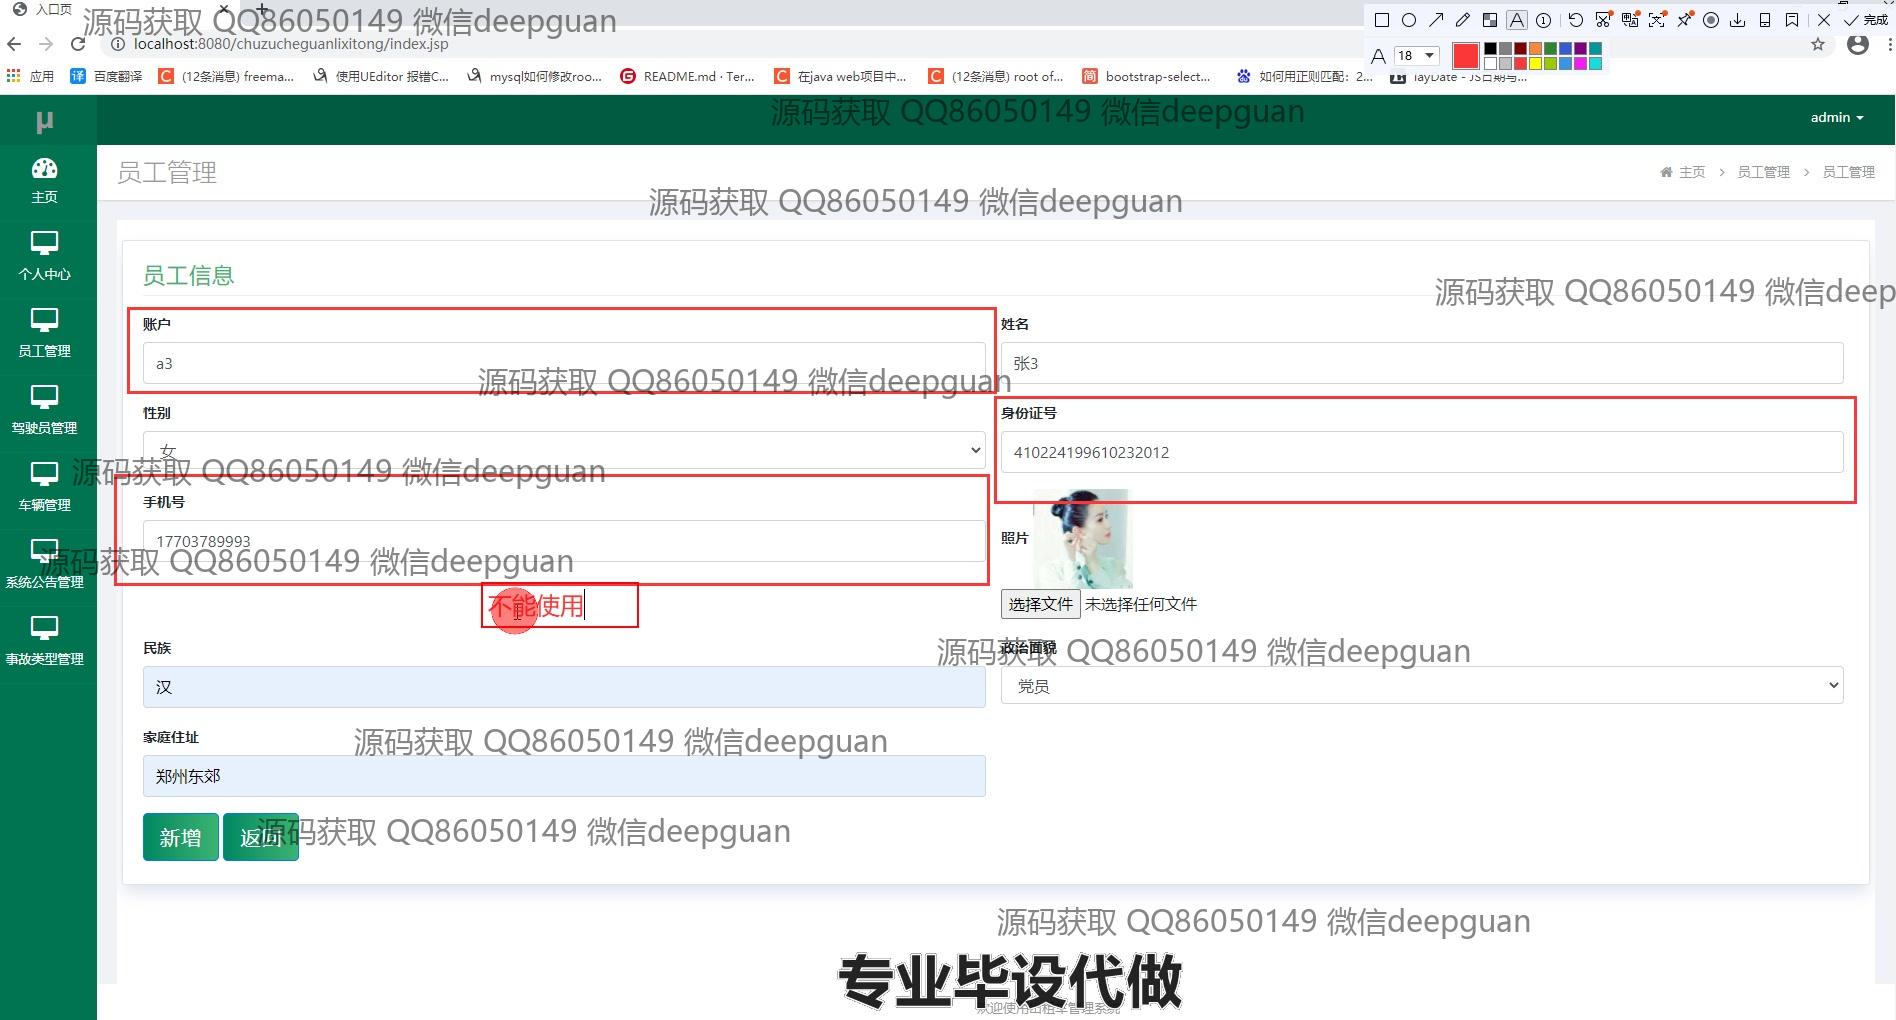 入口页
源码获取 QQ86050149 微信deepguan
完成
localhost:8080/chuzucheguanlixitong/index.jsp
18
应用
百度翻译
(12条消息) freema...
使用UEditor 报错C...
mysql如何修改roo...
README.md · Ter...
在java web项目中...
(12条消息) root of...
bootstrap-select...
如何用正则匹配：2...
layDate - JS日期与...
源码获取 QQ86050149 微信deepguan
μ
admin
员工管理
主页 > 员工管理 > 员工管理
主页
源码获取 QQ86050149 微信deepguan
个人中心
员工信息
源码获取 QQ86050149 微信deep
账户
姓名
员工管理
a3
张3
源码获取 QQ86050149 微信deepguan
性别
身份证号
驾驶员管理
女
410224199610232012
源码获取 QQ86050149 微信deepguan
车辆管理
手机号
17703789993
照片
源码获取 QQ86050149 微信deepguan
系统公告管理
不能使用
选择文件 未选择任何文件
民族
政治面貌
源码获取 QQ86050149 微信deepguan
事故类型管理
汉
党员
家庭住址
源码获取 QQ86050149 微信deepguan
郑州东郊
新增
返回
源码获取 QQ86050149 微信deepguan
源码获取 QQ86050149 微信deepguan
专业毕设代做
欢迎使用出租车管理系统